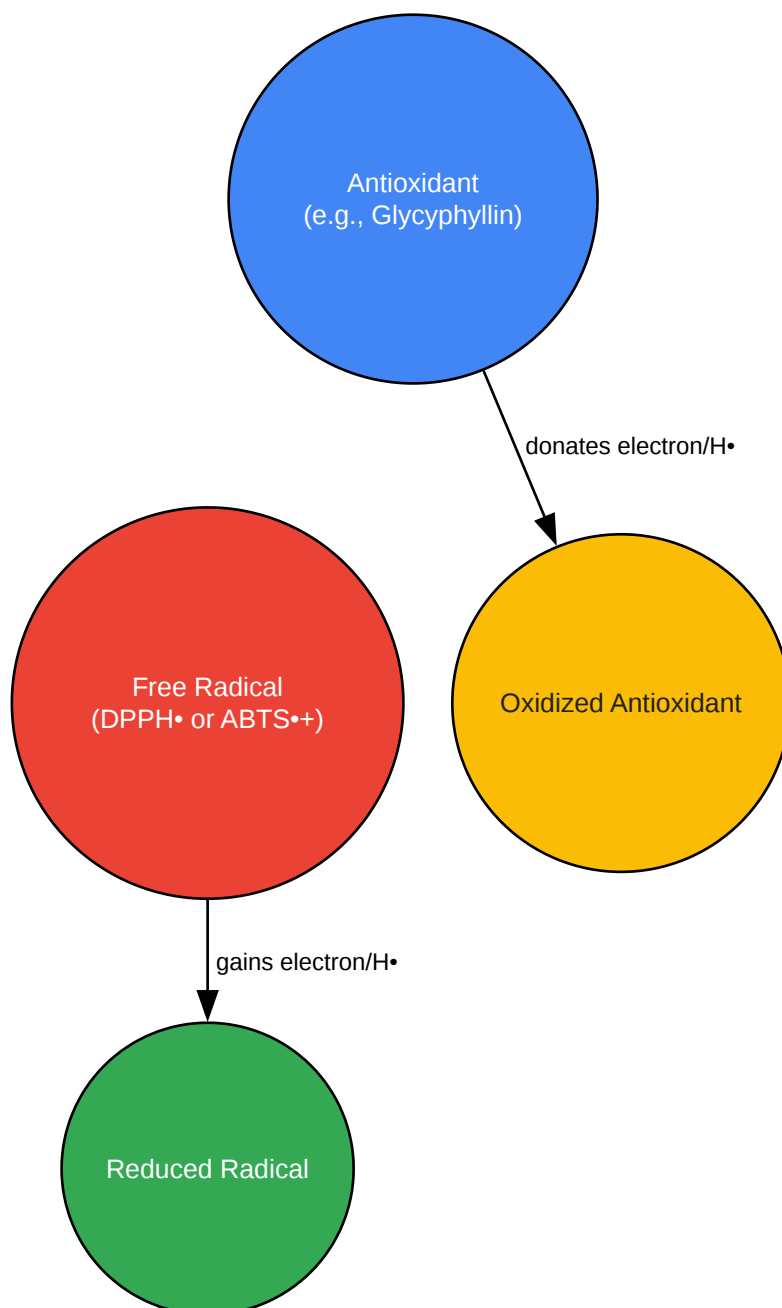 Antioxidant
(e.g., Glycyphyllin)
donates electron/H•
Free Radical
(DPPH• or ABTS•+)
Oxidized Antioxidant
gains electron/H•
Reduced Radical